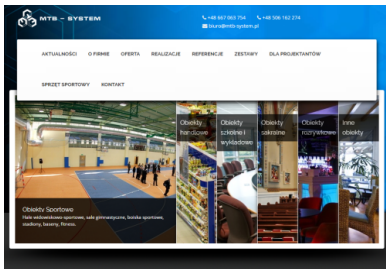 MTS - SYSTEM
+48 667 953 754 +48 506 162 274
biuro@mts-system.pl
AKTUALNOŚCI O FIRMIE OFERTA REALIZACJE REFERENCJE ZESTAWY DLA PROJEKTANTÓW
SPRZĘT SPORTOWY KONTAKT
Obiekty handlowe
Obiekty szkolne i wykładowe
Obiekty sakralne
Obiekty rozrywkowe
Inne obiekty
Obiekty Sportowe
Hale widowiskowo sportowe, sale gimnastyczne, boiska sportowe,
stadiony, baseny, fitness.